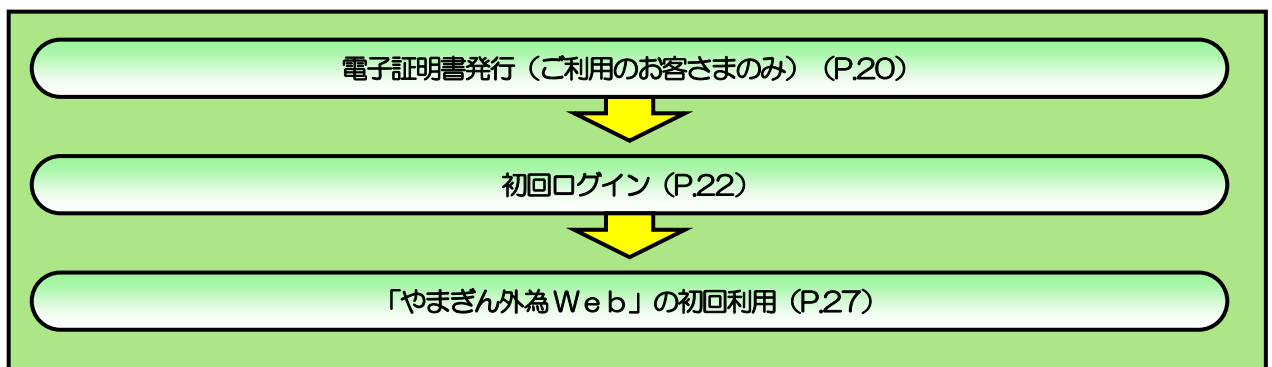 電子証明書発行（ご利用のお客さまのみ）（P.20）
初回ログイン（P.22）
「やまぎん外為Ｗｅｂ」の初回利用（P.27）